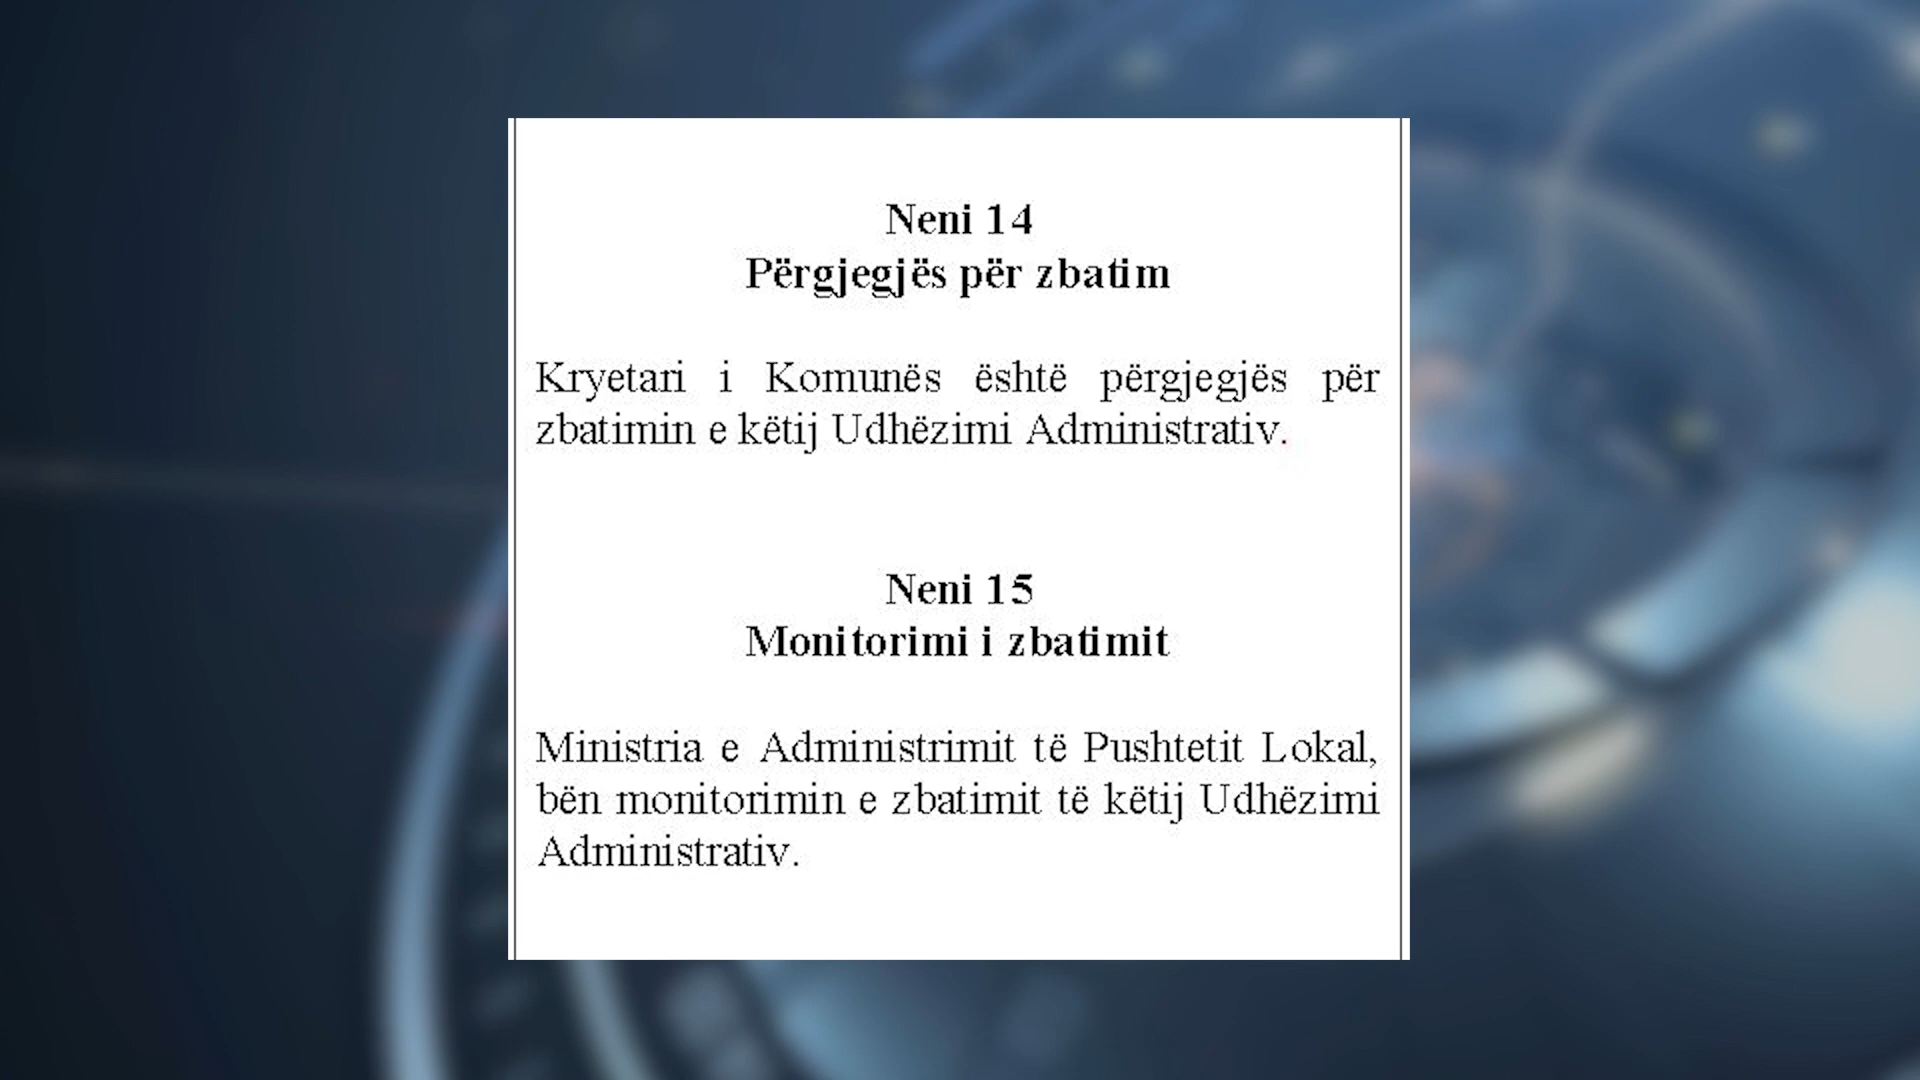 Neni 14
Përgjegjës për zbatim
Kryetari i Komunës është përgjegjës për
zbatimin e këtij Udhëzimi Administrativ.
Neni 15
Monitorimi i zbatimit
Ministria e Administrimit të Pushtetit Lokal,
bën monitorimin e zbatimit të këtij Udhëzimi
Administrativ.